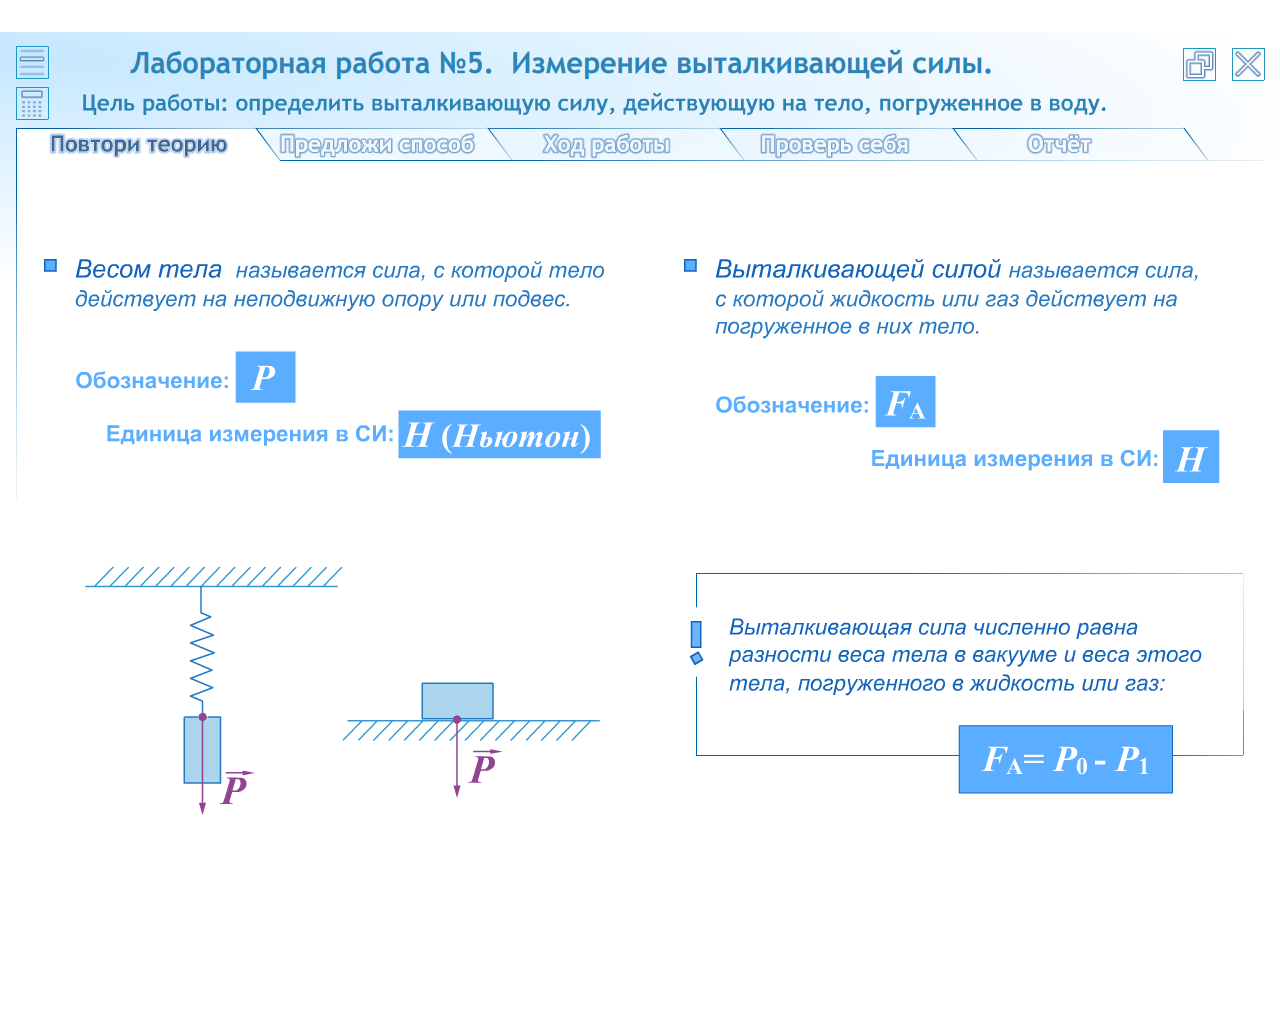 Лабораторная работа №5. Измерение выталкивающей силы.
Цель работы: определить выталкивающую силу, действующую на тело, погруженное в воду.
Повтори теорию
Предложи способ
Ход работы
Проверь себя
Отчёт
Весом тела называется сила, с которой тело
действует на неподвижную опору или подвес.
Обозначение: P
Единица измерения в СИ: Н (Ньютон)
Выталкивающей силой называется сила,
с которой жидкость или газ действует на
погруженное в них тело.
Обозначение: FА
Единица измерения в СИ: Н
P
P
Выталкивающая сила численно равна
разности веса тела в вакууме и веса этого
тела, погруженного в жидкость или газ:
FА= P0 - P1